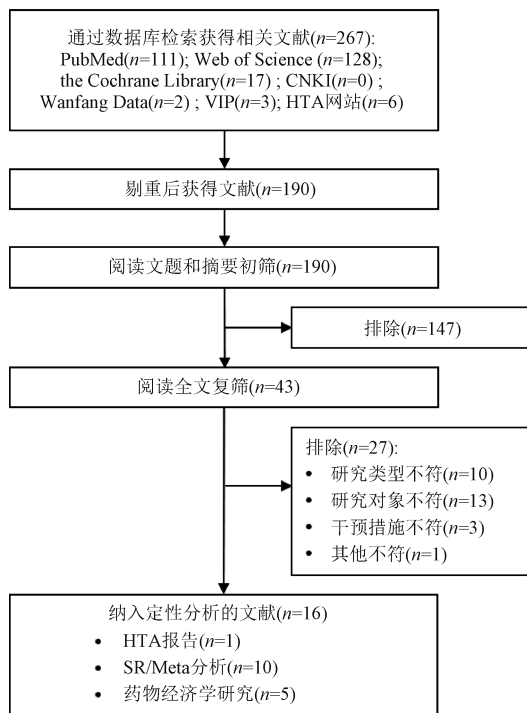 通过数据库检索获得相关文献(n=267):
PubMed(n=111); Web of Science (n=128);
the Cochrane Library(n=17) ; CNKI(n=0) ;
Wanfang Data(n=2) ; VIP(n=3); HTA网站(n=6)
剔重后获得文献(n=190)
阅读文题和摘要初筛(n=190)
排除(n=147)
阅读全文复筛(n=43)
排除(n=27):
• 研究类型不符(n=10)
• 研究对象不符(n=13)
• 干预措施不符(n=3)
• 其他不符(n=1)
纳入定性分析的文献(n=16)
• HTA报告(n=1)
• SR/Meta分析(n=10)
• 药物经济学研究(n=5)